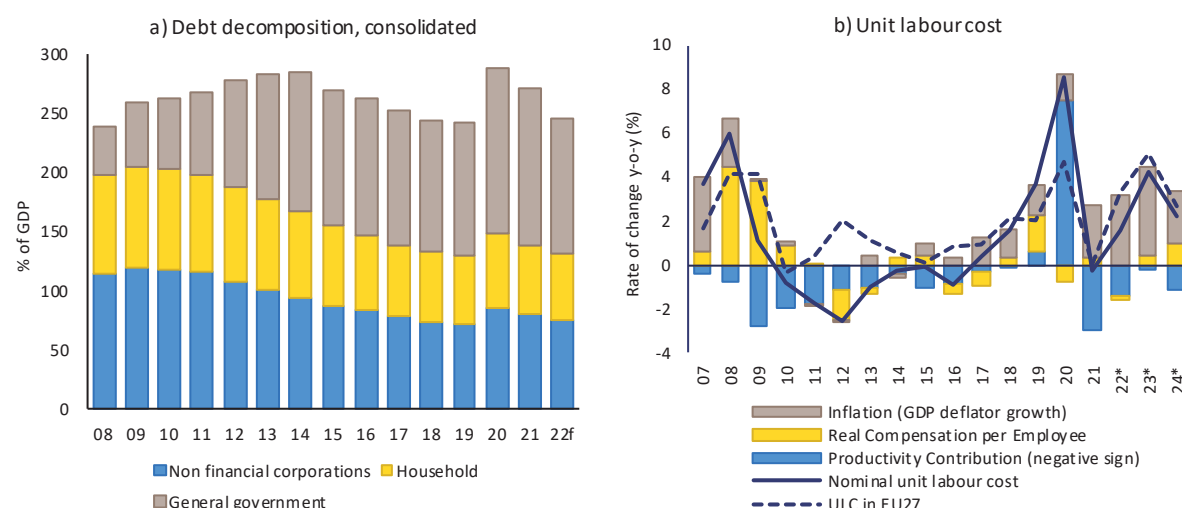 a) Debt decomposition, consolidated
300
250
200
150
100
50
0
% of GDP
08 09 10 11 12 13 14 15 16 17 18 19 20 21 22f
Non financial corporations Household
General government
b) Unit labour cost
10
8
6
4
2
0
-2
-4
Rate of change y-o-y (%)
07 08 09 10 11 12 13 14 15 16 17 18 19 20 21 22* 23* 24*
Inflation (GDP deflator growth)
Real Compensation per Employee
Productivity Contribution (negative sign)
Nominal unit labour cost
ULC in EU27